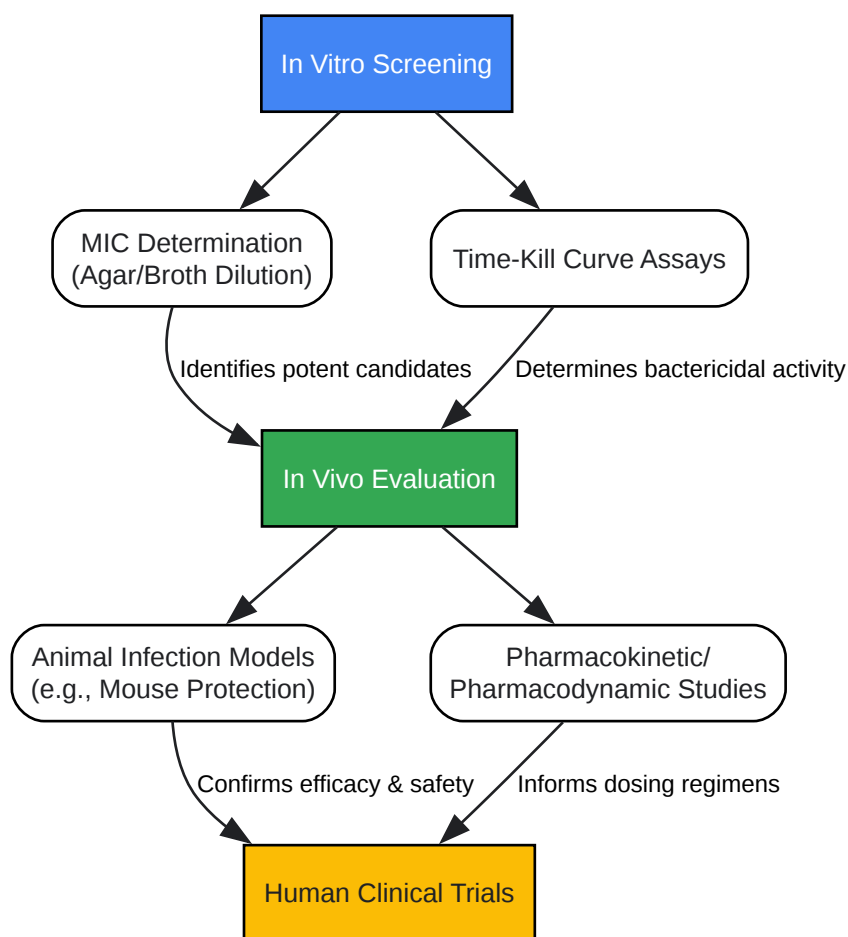 In Vitro Screening
MIC Determination
(Agar/Broth Dilution)
Time-Kill Curve Assays
Identifies potent candidates
Determines bactericidal activity
In Vivo Evaluation
Animal Infection Models
(e.g., Mouse Protection)
Pharmacokinetic/
Pharmacodynamic Studies
Confirms efficacy & safety
Informs dosing regimens
Human Clinical Trials